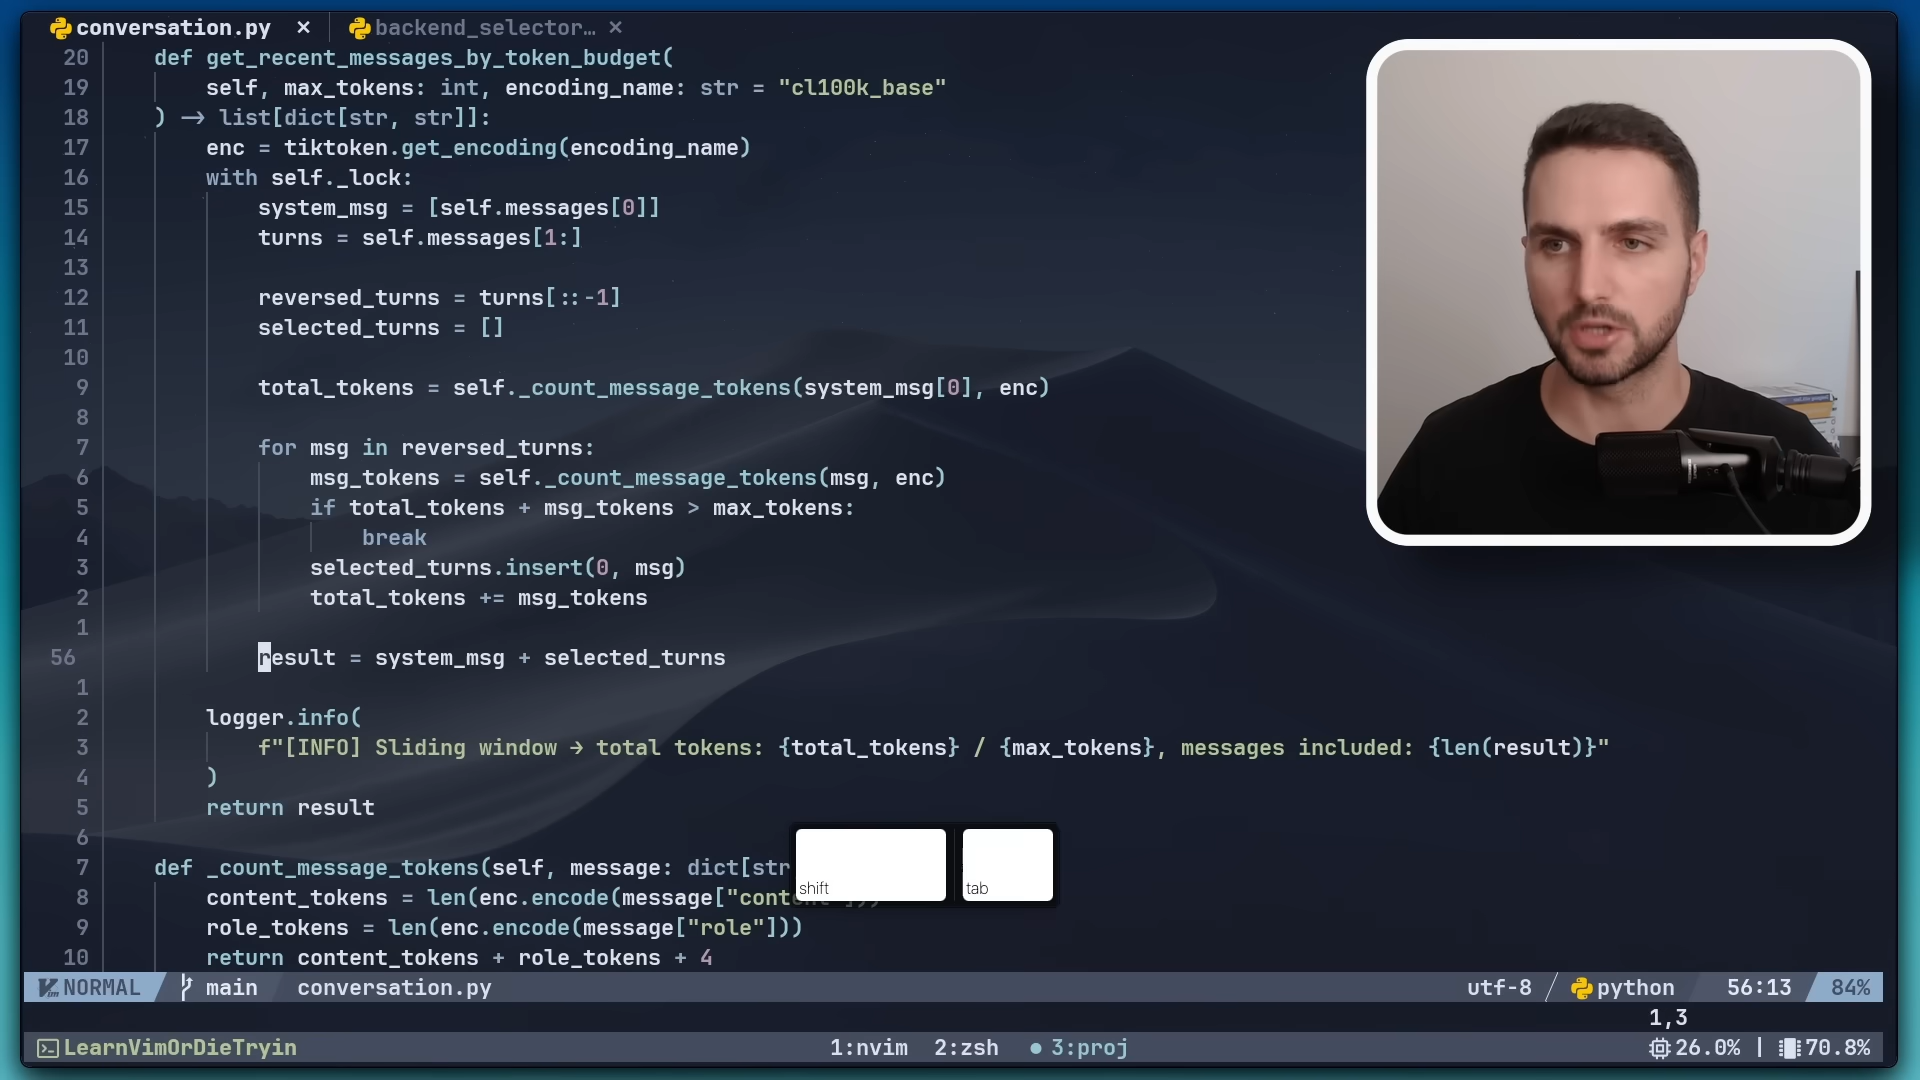 conversation.py × backend_selector… ×
20 def get_recent_messages_by_token_budget(
19 self, max_tokens: int, encoding_name: str = "cl100k_base"
18 ) -> list[dict[str, str]]:
17 enc = tiktoken.get_encoding(encoding_name)
16 with self._lock:
15 system_msg = [self.messages[0]]
14 turns = self.messages[1:]
13
12 reversed_turns = turns[::-1]
11 selected_turns = []
10
9 total_tokens = self._count_message_tokens(system_msg[0], enc)
8
7 for msg in reversed_turns:
6 msg_tokens = self._count_message_tokens(msg, enc)
5 if total_tokens + msg_tokens > max_tokens:
4 break
3 selected_turns.insert(0, msg)
2 total_tokens += msg_tokens
1
56 result = system_msg + selected_turns
1
2 logger.info(
3 f"[INFO] Sliding window → total tokens: {total_tokens} / {max_tokens}, messages included: {len(result)}"
4 )
5 return result
6
7 def _count_message_tokens(self, message: dict[str
8 content_tokens = len(enc.encode(message["content"]))
9 role_tokens = len(enc.encode(message["role"]))
10 return content_tokens + role_tokens + 4
shift tab
NORMAL main conversation.py utf-8 python 56:13 84%
1,3
LearnVimOrDieTryin 1:nvim 2:zsh ● 3:proj 26.0% | 70.8%